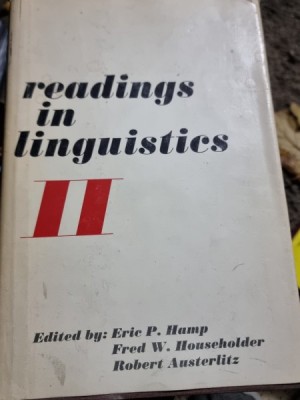 readings
in
linguistics
II
Edited by: Eric P. Hamp
Fred W. Householder
Robert Austerlitz